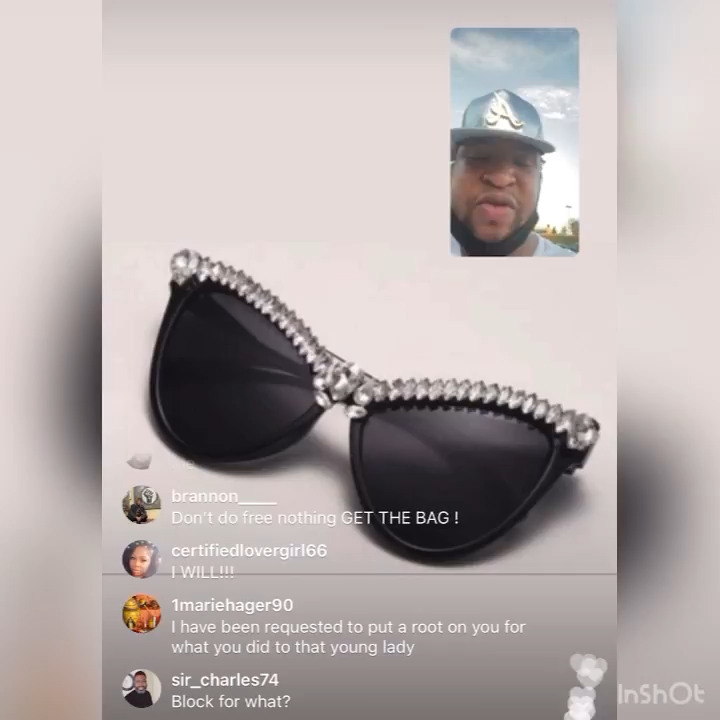 A
brannon_____
Don't do free nothing GET THE BAG !
certifiedlovergirl66
I WILL!!!
1mariehager90
I have been requested to put a root on you for
what you did to that young lady
sir_charles74
Block for what?
InShOt